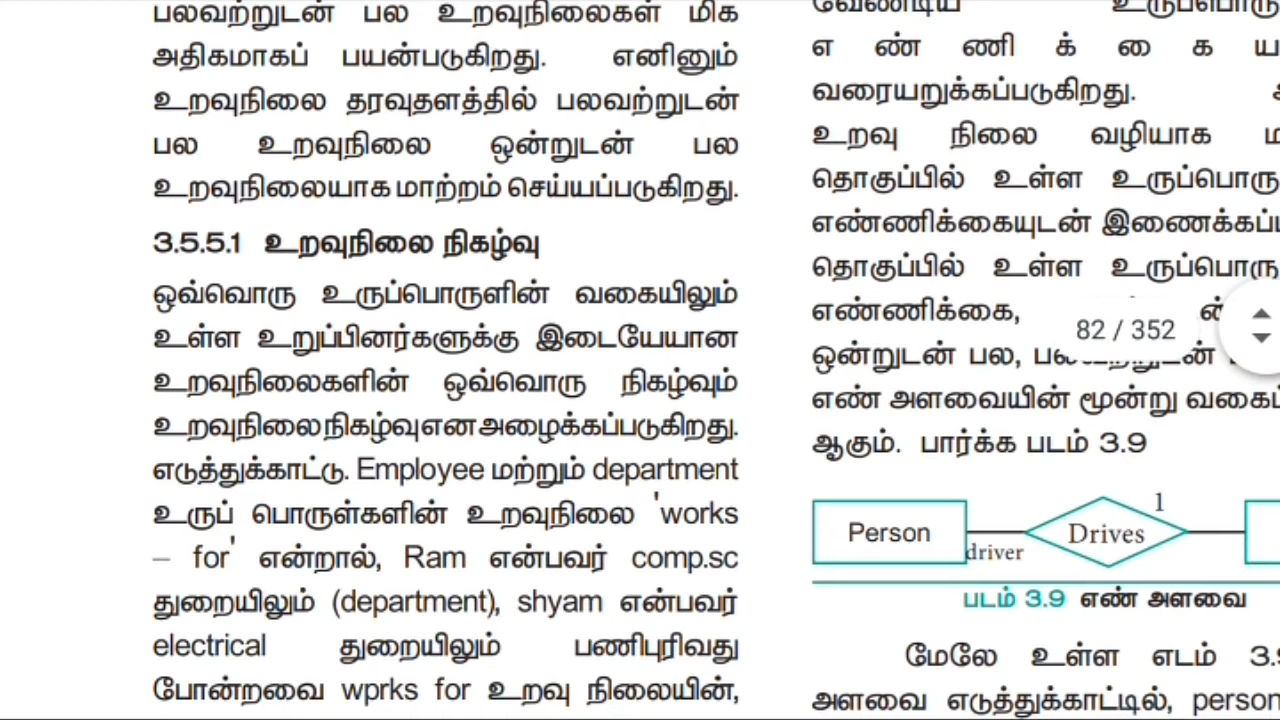 பலவற்றுடன் பல உறவுநிலைகள் மிக
அதிகமாகப் பயன்படுகிறது. எனினும்
உறவுநிலை தரவுதளத்தில் பலவற்றுடன்
பல உறவுநிலை ஒன்றுடன் பல
உறவுநிலையாக மாற்றம் செய்யப்படுகிறது.
3.5.5.1 உறவுநிலை நிகழ்வு
ஒவ்வொரு உருப்பொருளின் வகையிலும்
உள்ள உறுப்பினர்களுக்கு இடையேயான
உறவுநிலைகளின் ஒவ்வொரு நிகழ்வும்
உறவுநிலை நிகழ்வு என அழைக்கப்படுகிறது.
எடுத்துக்காட்டு. Employee மற்றும் department
உருப் பொருள்களின் உறவுநிலை 'works
– for' என்றால், Ram என்பவர் comp.sc
துறையிலும் (department), shyam என்பவர்
electrical துறையிலும் பணிபுரிவது
போன்றவை wprks for உறவு நிலையின்,
வேண்டிய
எ ண் ணி க் கை க
வரையறுக்கப்படுகிறது.
உறவு நிலை வழியாக
தொகுப்பில் உள்ள
எண்ணிக்கையுடன்
தொகுப்பில் உள்ள
எண்ணிக்கை,
82 / 352
ஒன்றுடன் பல,
எண் அளவையின் மூன்று
ஆகும். பார்க்க படம் 3.9
Person
driver
Drives
1
படம் 3.9 எண் அளவை
மேலே உள்ள எடம்
அளவை எடுத்துக்காட்டில், person